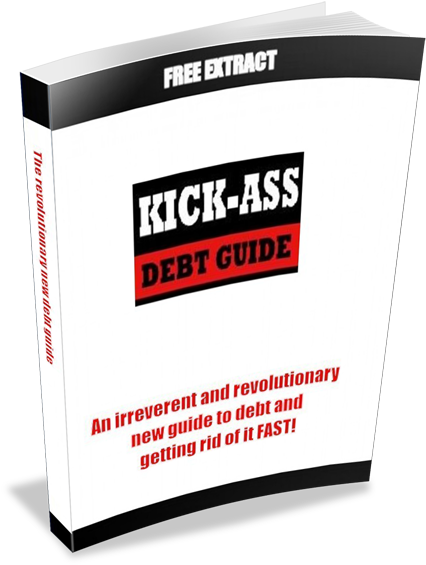 FREE EXTRACT
KICK-ASS
DEBT GUIDE
An irreverent and revolutionary
new guide to debt and
getting rid of it FAST!
The revolutionary new debt guide